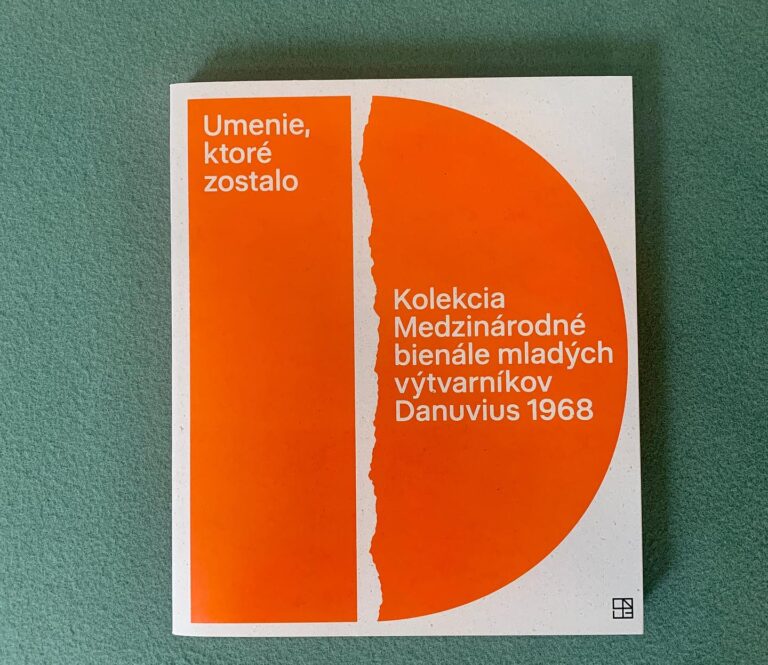 Umenie,
ktoré
zostalo
Kolekcia
Medzinárodné
bienále mladých
výtvarníkov
Danuvius 1968